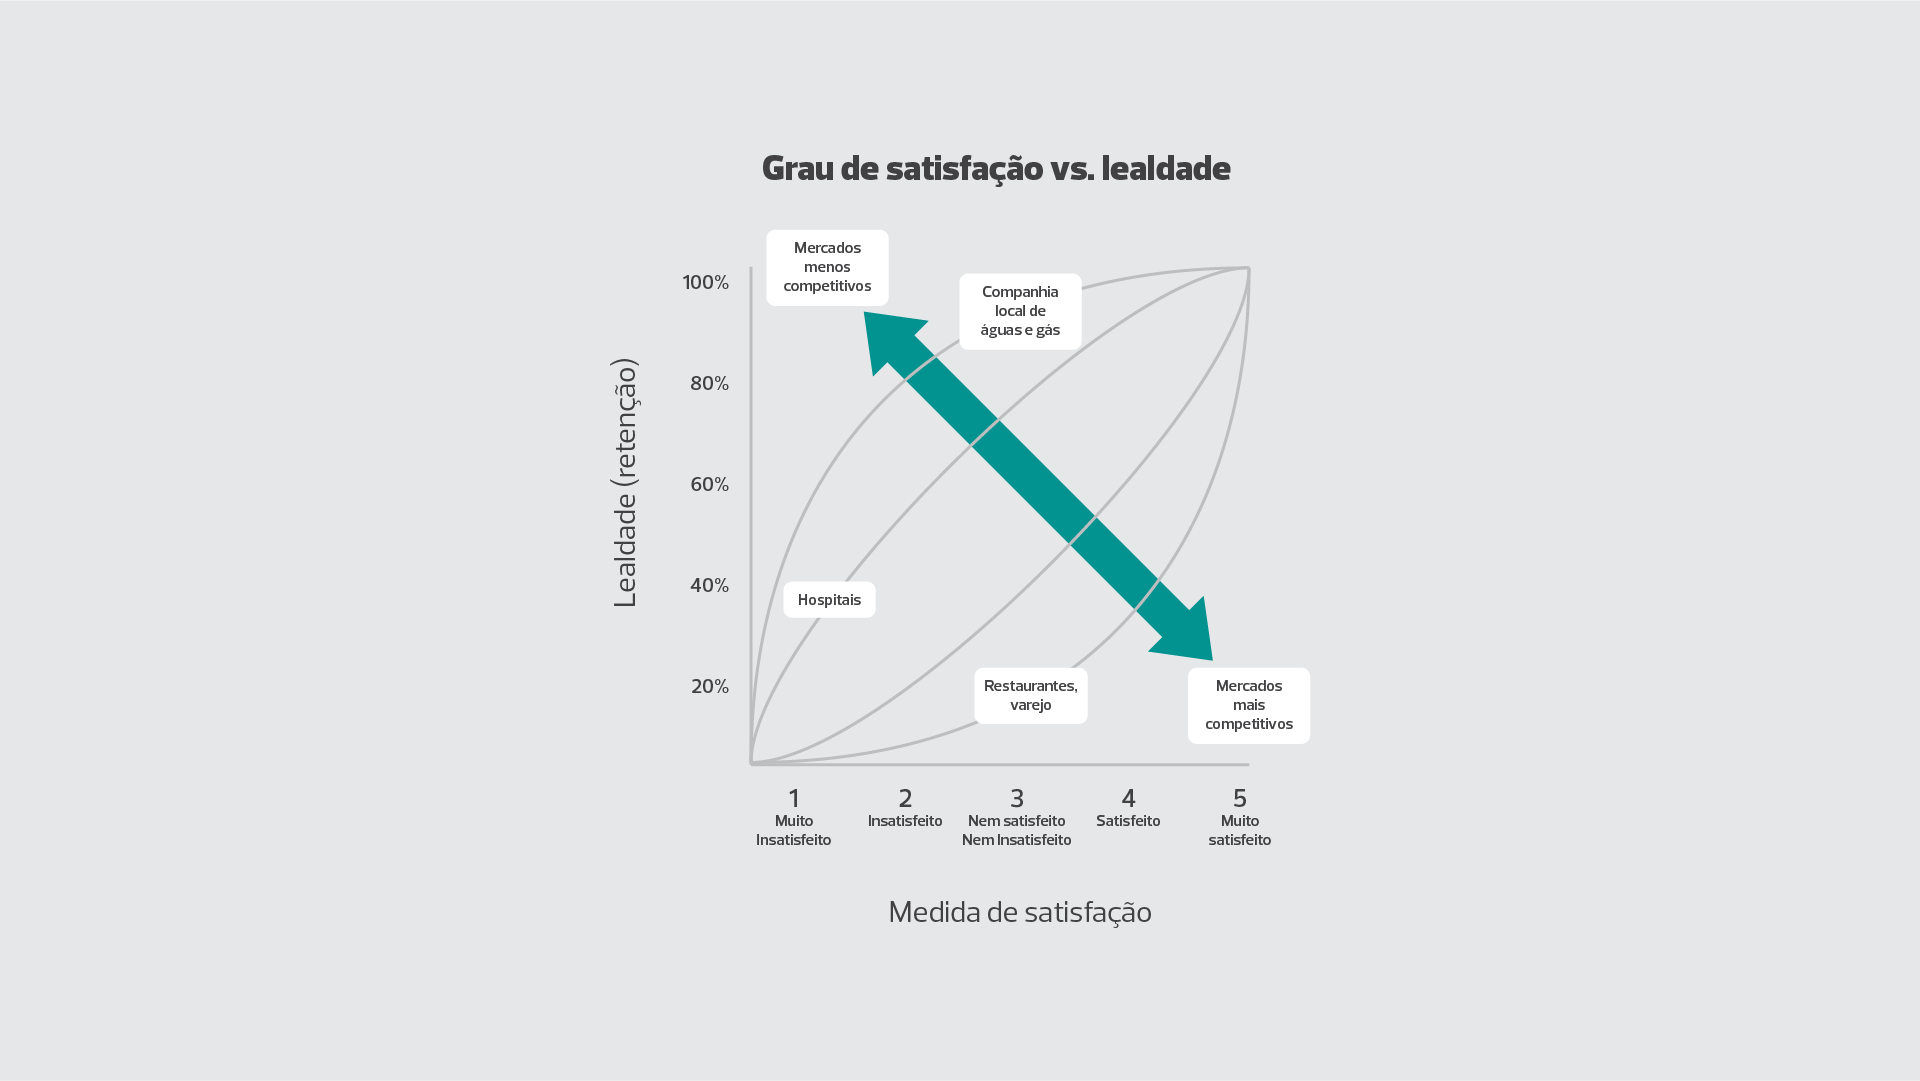 Grau de satisfação vs. lealdade
Mercados
menos
competitivos
Companhia
local de
águas e gás
100%
80%
60%
40%
20%
Lealdade (retenção)
Hospitais
Restaurantes,
varejo
Mercados
mais
competitivos
1
Muito
Insatisfeito
2
Insatisfeito
3
Nem satisfeito
Nem Insatisfeito
4
Satisfeito
5
Muito
satisfeito
Medida de satisfação